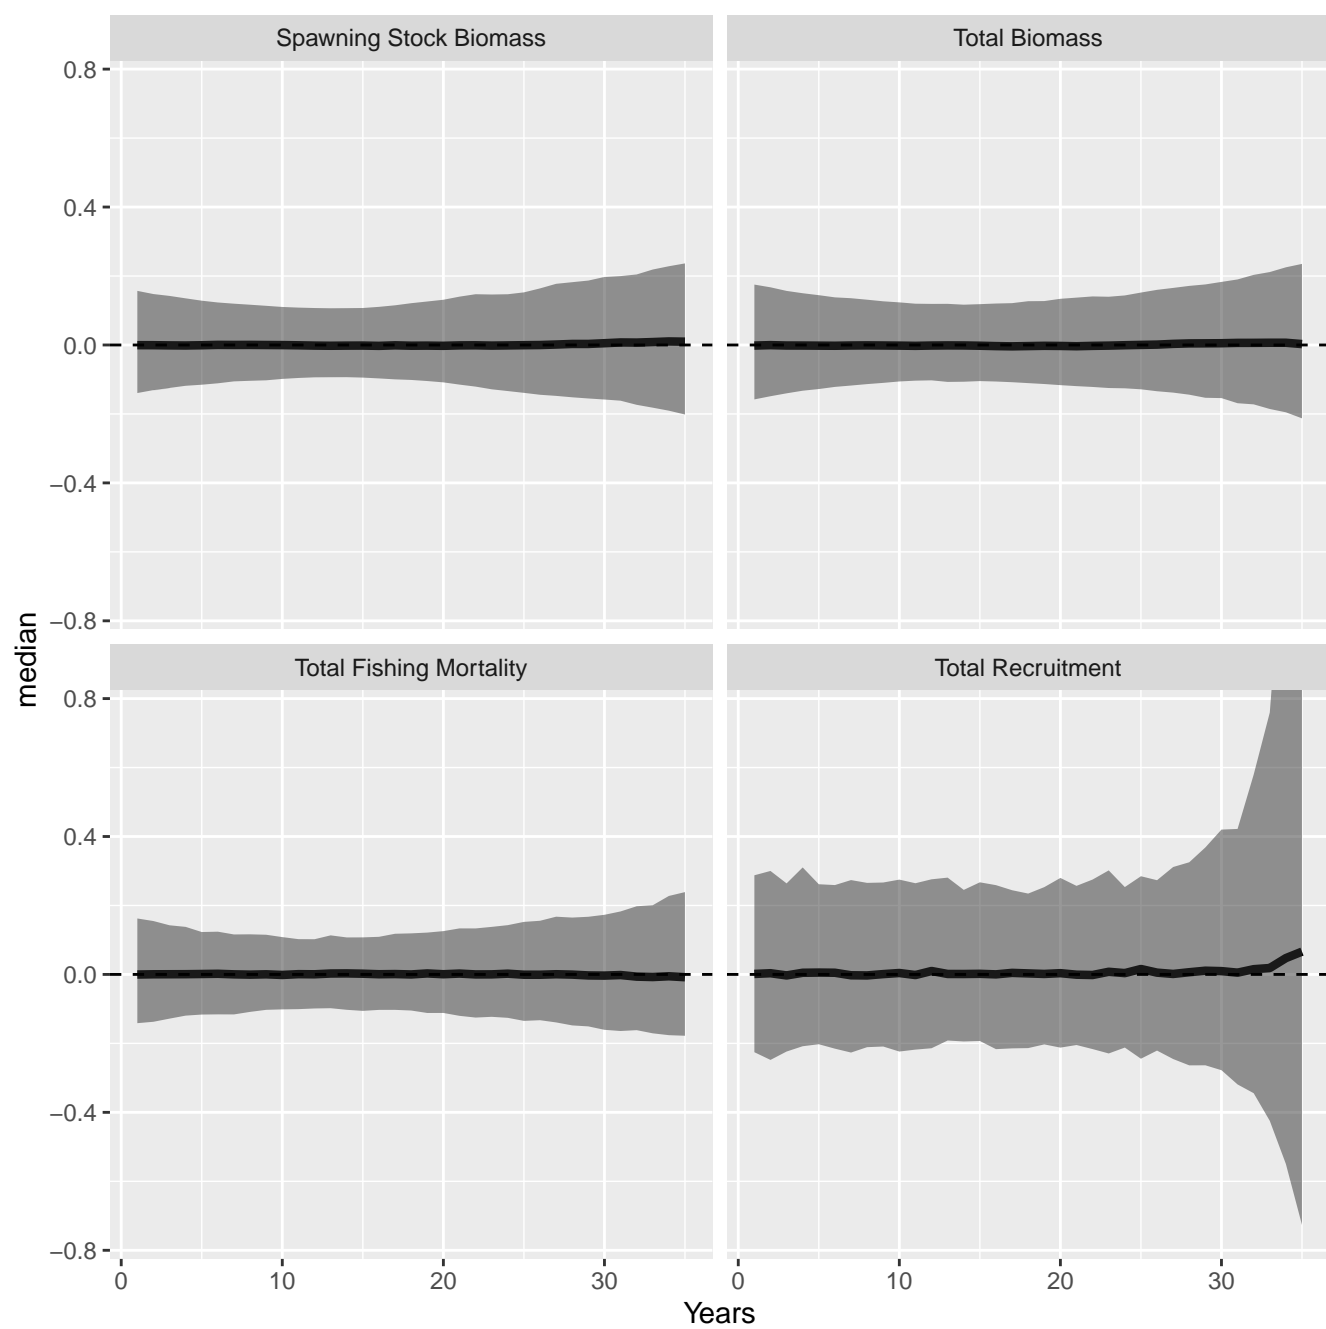 Spawning Stock Biomass
Total Biomass
0.8
0.4
0.0
−0.4
−0.8
median
Total Fishing Mortality
Total Recruitment
0.8
0.4
0.0
−0.4
−0.8
0 10 20 30
0 10 20 30
Years